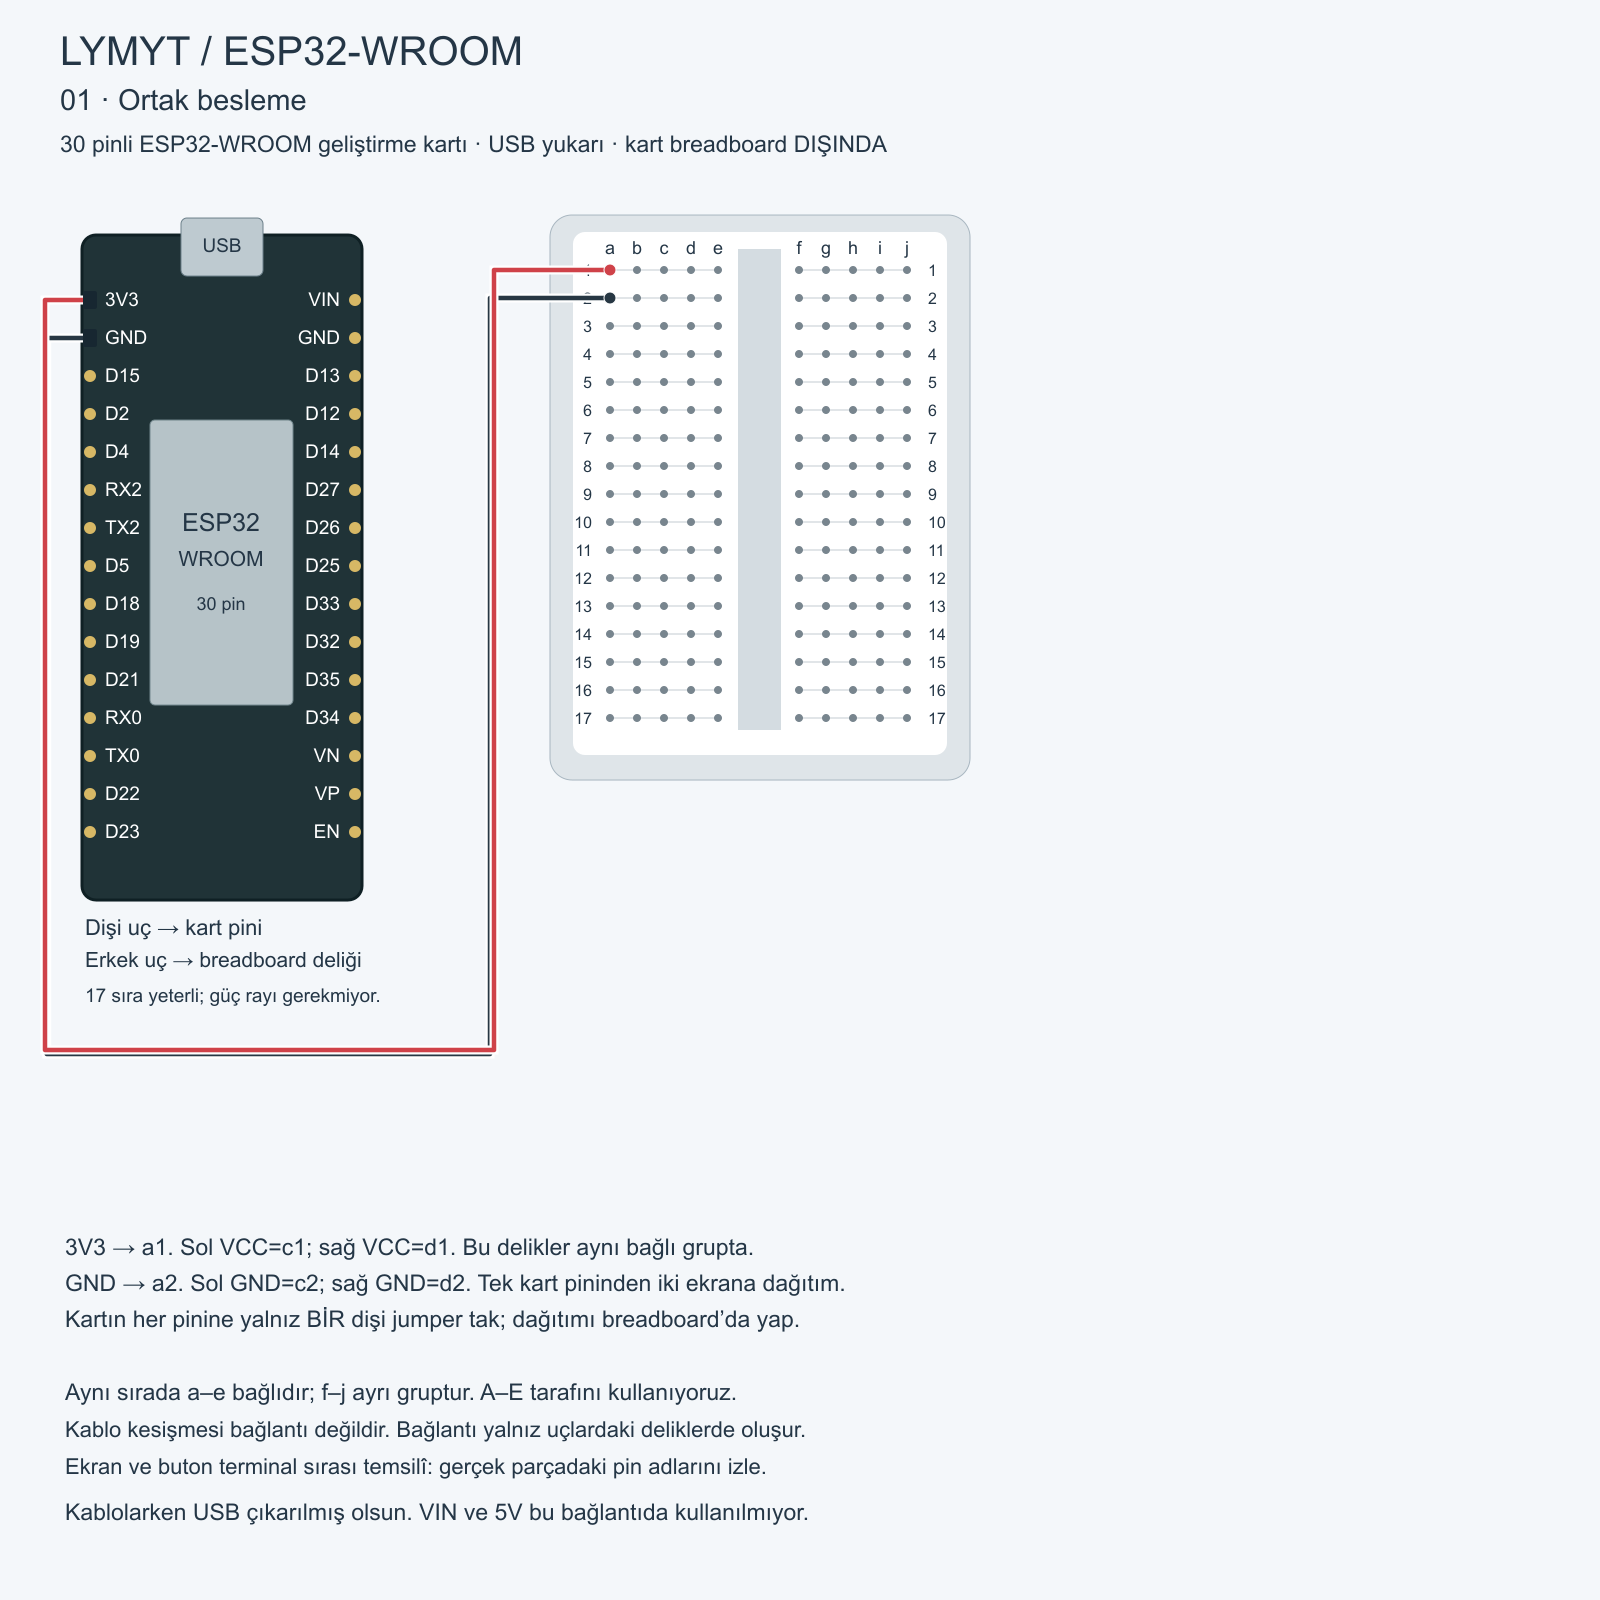 LYMYT / ESP32-WROOM
01 · Ortak besleme
30 pinli ESP32-WROOM geliştirme kartı · USB yukarı · kart breadboard DIŞINDA
USB
3V3 VIN
GND GND
D15 D13
D2 D12
D4 D14
RX2 D27
TX2 D26
D5 D25
D18 D33
D19 D32
D21 D35
RX0 D34
TX0 VN
D22 VP
D23 EN
ESP32
WROOM
30 pin
a b c d e f g h i j
1
2
3 3
4 4
5 5
6 6
7 7
8 8
9 9
10 10
11 11
12 12
13 13
14 14
15 15
16 16
17 17
Dişi uç → kart pini
Erkek uç → breadboard deliği
17 sıra yeterli; güç rayı gerekmiyor.
3V3 → a1. Sol VCC=c1; sağ VCC=d1. Bu delikler aynı bağlı grupta.
GND → a2. Sol GND=c2; sağ GND=d2. Tek kart pininden iki ekrana dağıtım.
Kartın her pinine yalnız BİR dişi jumper tak; dağıtımı breadboard’da yap.
Aynı sırada a–e bağlıdır; f–j ayrı gruptur. A–E tarafını kullanıyoruz.
Kablo kesişmesi bağlantı değildir. Bağlantı yalnız uçlardaki deliklerde oluşur.
Ekran ve buton terminal sırası temsilî: gerçek parçadaki pin adlarını izle.
Kablolarken USB çıkarılmış olsun. VIN ve 5V bu bağlantıda kullanılmıyor.